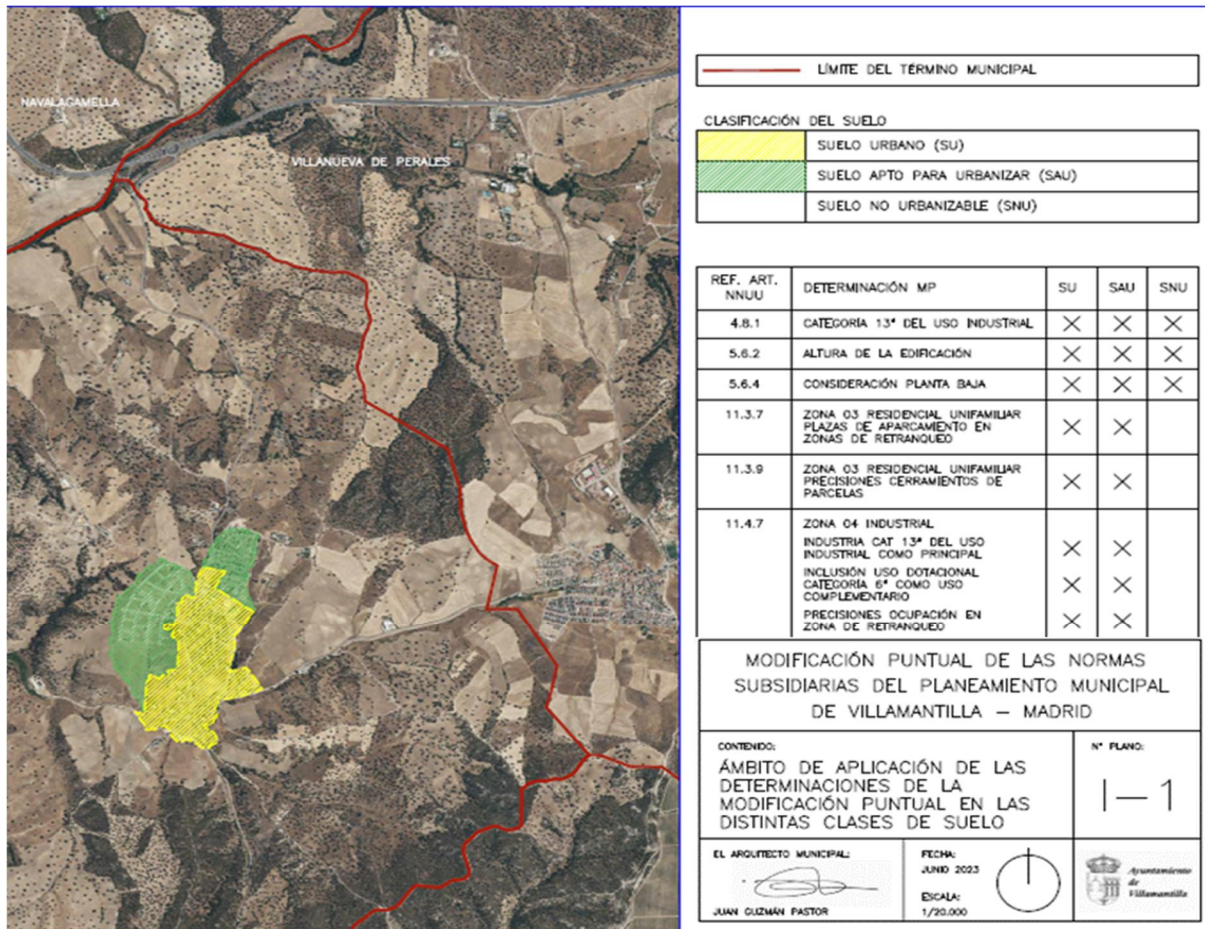 NAVALAGAMELLA
VILLANUEVA DE PERALES
LÍMITE DEL TÉRMINO MUNICIPAL
CLASIFICACIÓN DEL SUELO
SUELO URBANO (SU)
SUELO APTO PARA URBANIZAR (SAU)
SUELO NO URBANIZABLE (SNU)
REF. ART. NNUU DETERMINACIÓN MP SU SAU SNU
4.8.1 CATEGORÍA 13ª DEL USO INDUSTRIAL X X X
5.6.2 ALTURA DE LA EDIFICACIÓN X X X
5.6.4 CONSIDERACIÓN PLANTA BAJA X X X
11.3.7 ZONA 03 RESIDENCIAL UNIFAMILIAR
PLAZAS DE APARCAMIENTO EN X X
ZONAS DE RETRANQUEO
11.3.9 ZONA 03 RESIDENCIAL UNIFAMILIAR
PRECISIONES CERRAMIENTOS DE X X
PARCELAS
11.4.7 ZONA 04 INDUSTRIAL
INDUSTRIA CAT 13ª DEL USO
INDUSTRIAL COMO PRINCIPAL X X
INCLUSIÓN USO DOTACIONAL
CATEGORÍA 6ª COMO USO X X
COMPLEMENTARIO
PRECISIONES OCUPACIÓN EN
ZONA DE RETRANQUEO X X
MODIFICACIÓN PUNTUAL DE LAS NORMAS
SUBSIDIARIAS DEL PLANEAMIENTO MUNICIPAL
DE VILLAMANTILLA – MADRID
CONTENIDO:
ÁMBITO DE APLICACIÓN DE LAS
DETERMINACIONES DE LA
MODIFICACIÓN PUNTUAL EN LAS
DISTINTAS CLASES DE SUELO
Nº PLANO:
I–1
EL ARQUITECTO MUNICIPAL:
JUAN GUZMÁN PASTOR
FECHA:
JUNIO 2023
ESCALA:
1/20.000
Ayuntamiento
de
Villamantilla